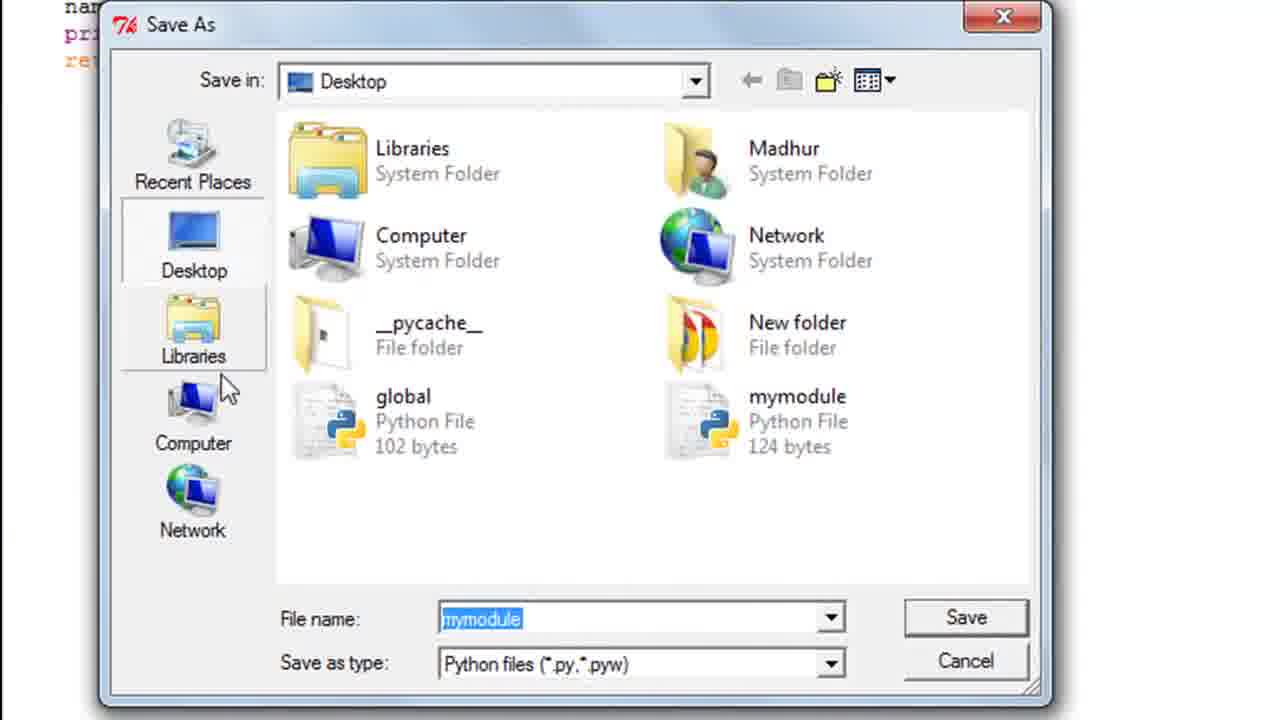 nam
pri
ret
Save As
Save in:
Desktop
Recent Places
Desktop
Libraries
Computer
Network
Libraries
System Folder
Madhur
System Folder
Computer
System Folder
Network
System Folder
__pycache__
File folder
New folder
File folder
global
Python File
102 bytes
mymodule
Python File
124 bytes
File name:
mymodule
Save
Save as type:
Python files (*.py,*.pyw)
Cancel